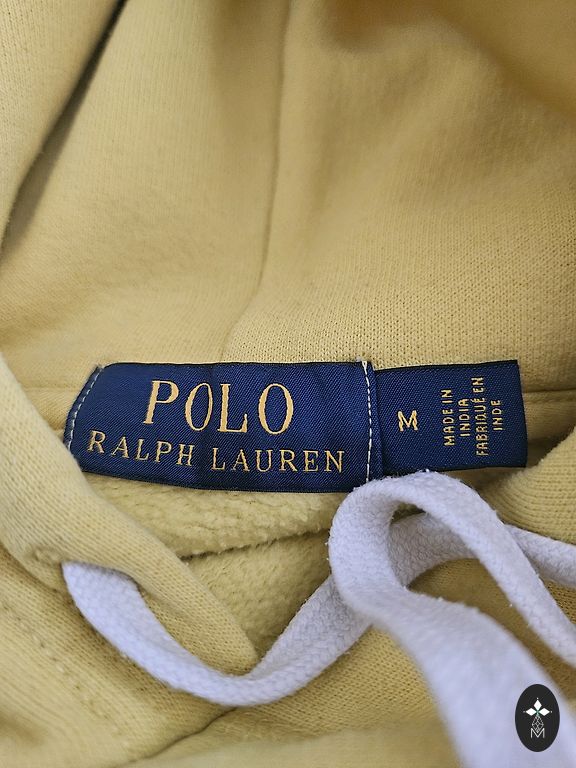 POLO
RALPH LAUREN
M
MADE IN
INDIA
FABRIQUÉ EN
INDE
M